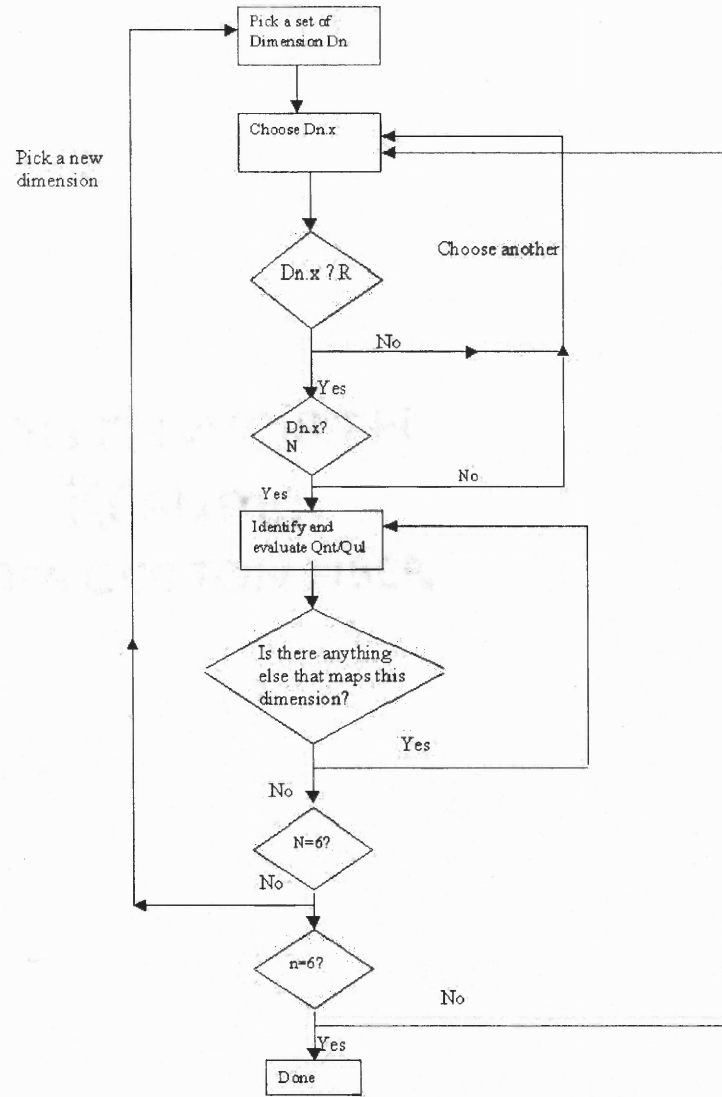 Pick a set of
Dimension Dn
Choose Dn.x
Pick a new
dimension
Choose another
Dn.x ? R
No
Yes
Dn.x?
N
No
Yes
Identify and
evaluate Qnt/Qul
Is there anything
else that maps this
dimension?
Yes
No
N=6?
No
n=6?
No
Yes
Done